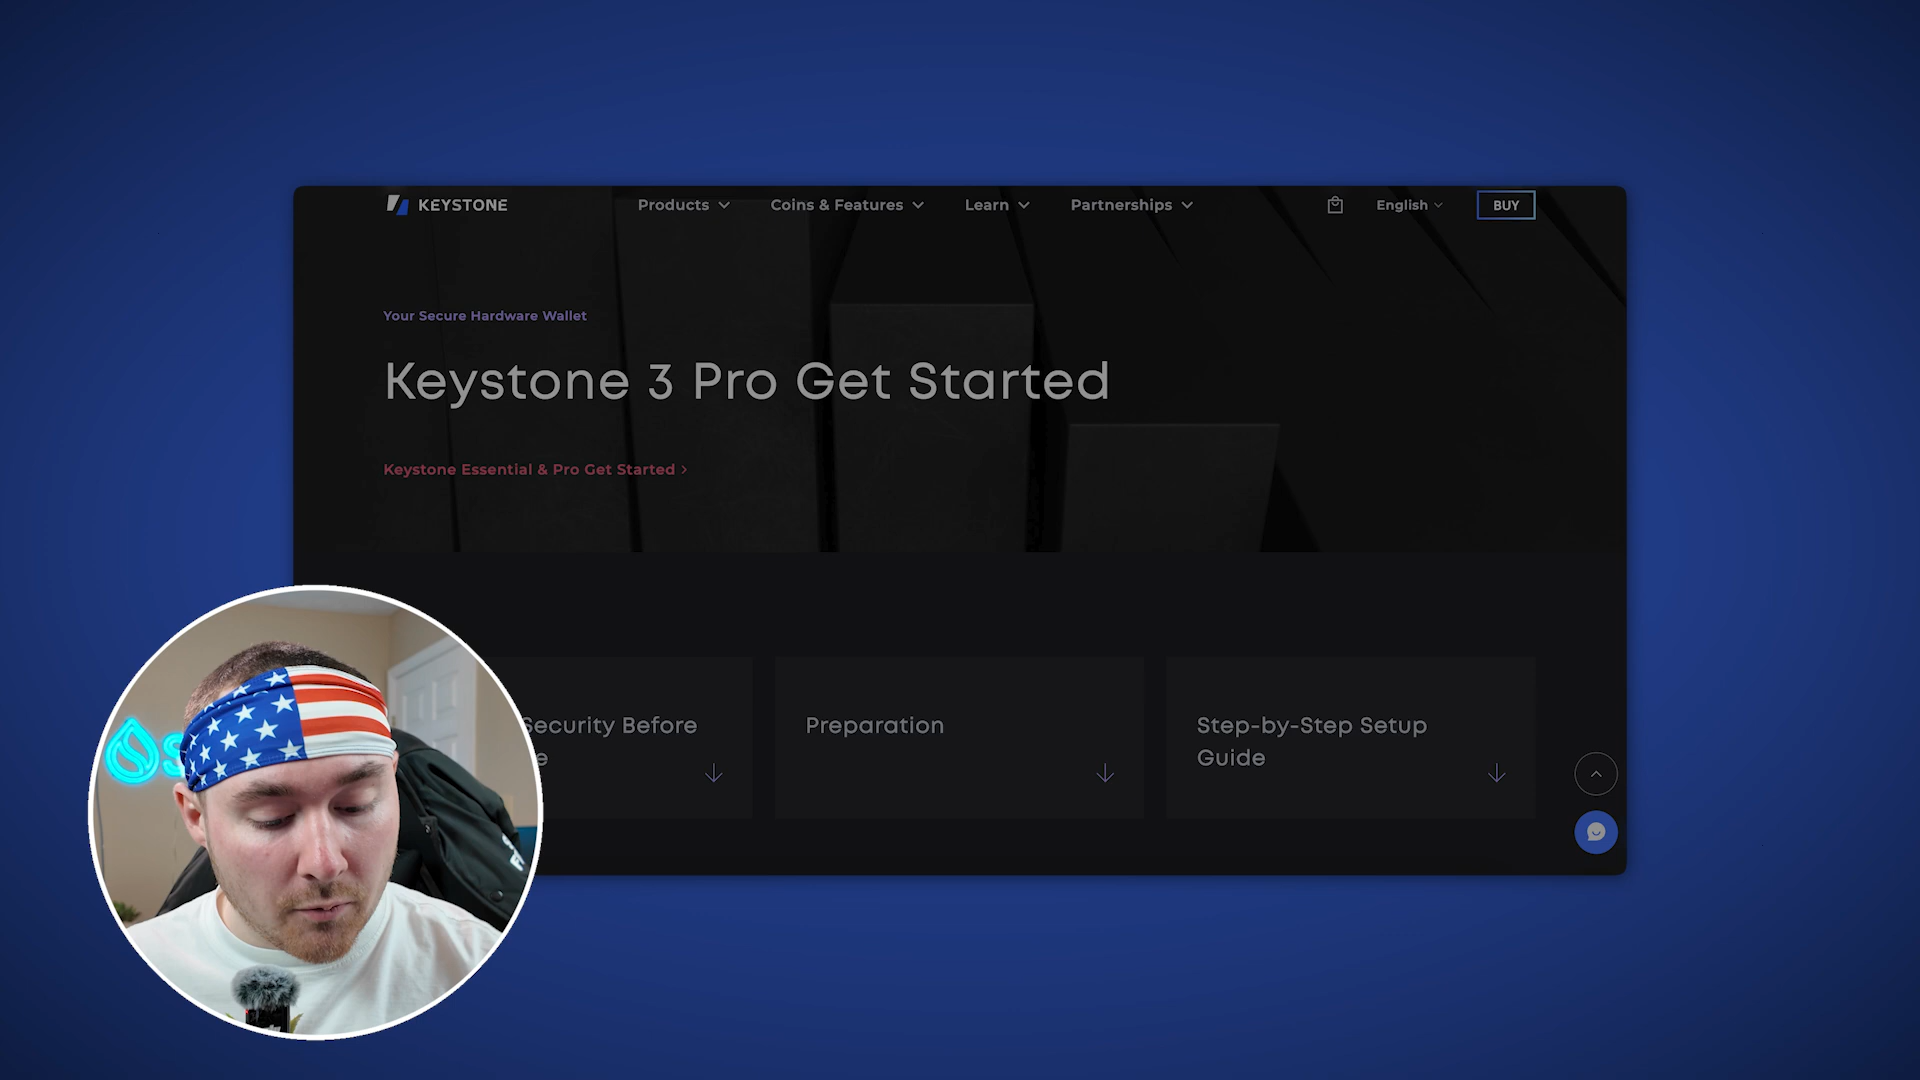 KEYSTONE
Products
Coins & Features
Learn
Partnerships
English
BUY
Your Secure Hardware Wallet
Keystone 3 Pro Get Started
Keystone Essential & Pro Get Started >
Security Before
Preparation
Step-by-Step Setup
Guide